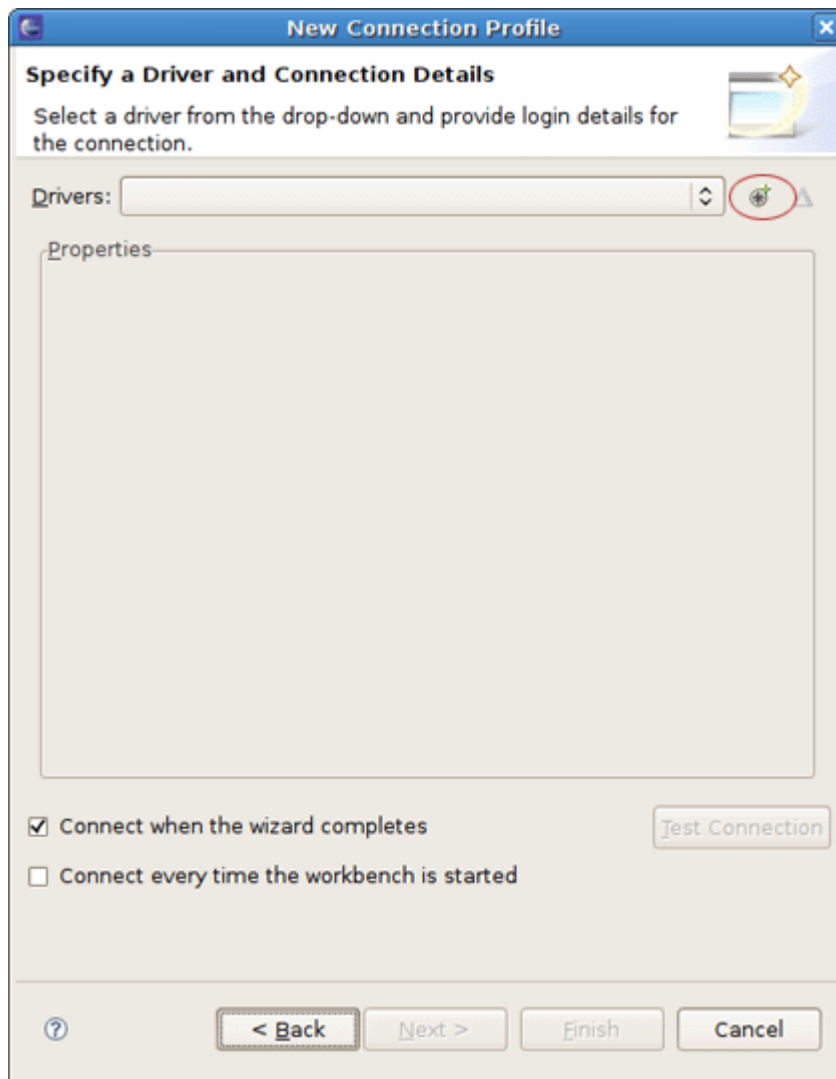 New Connection Profile
Specify a Driver and Connection Details
Select a driver from the drop-down and provide login details for
the connection.
Drivers:
Properties
Connect when the wizard completes
Test Connection
Connect every time the workbench is started
< Back
Next >
Finish
Cancel